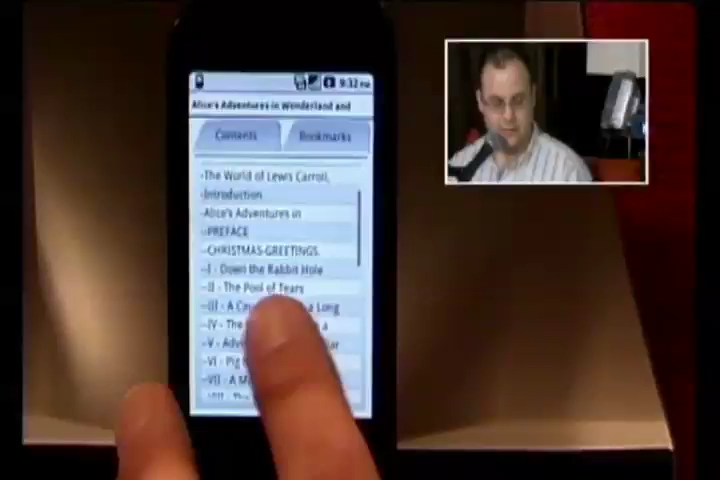 9:32 PM
Alice's Adventures in Wonderland and
Contents
Bookmarks
-The World of Lewis Carroll,
-Introduction
-Alice's Adventures in
--PREFACE
--CHRISTMAS-GREETINGS.
--I - Down the Rabbit Hole
--II - The Pool of Tears
--III - A a Long
--IV - The a
--V -
--VI - Pig
--VII - A